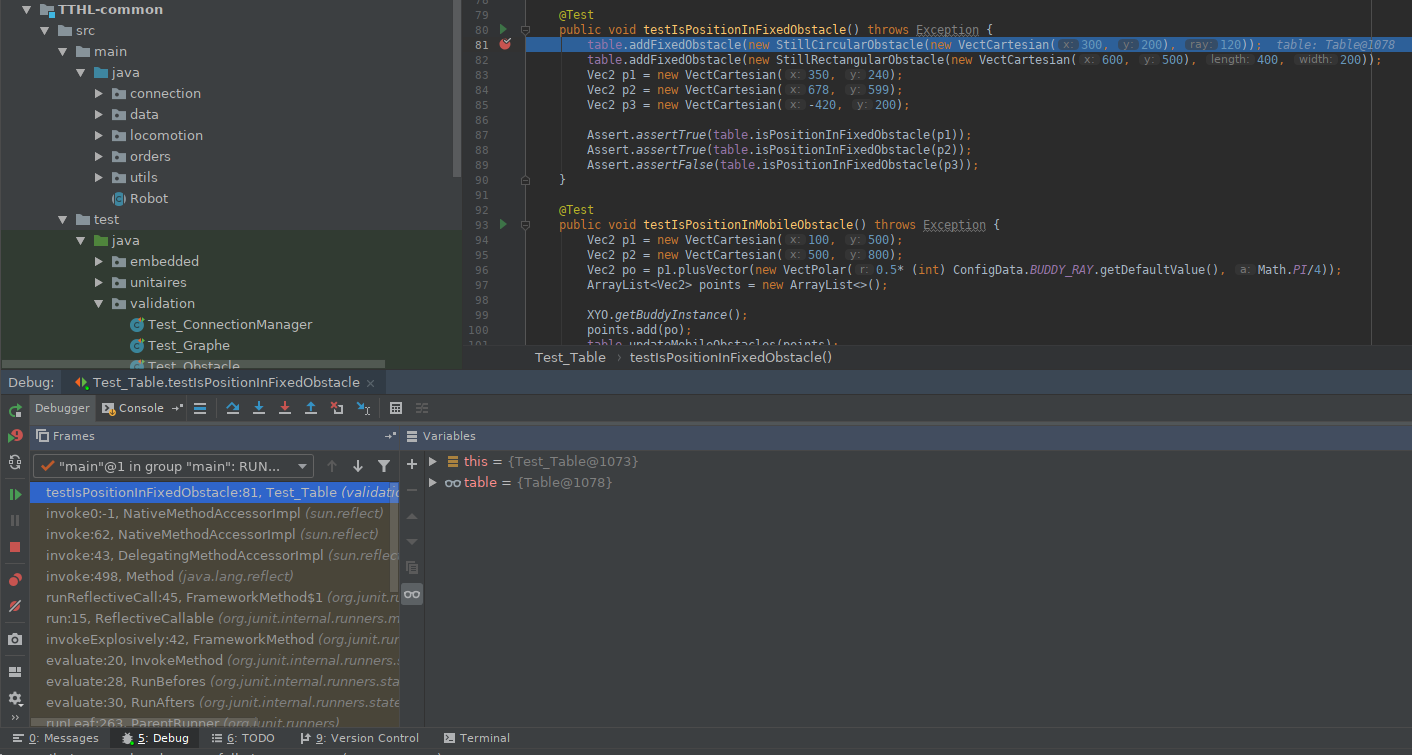 TTHL-common
src
main
java
connection
data
locomotion
orders
utils
Robot
test
java
embedded
unitaires
validation
Test_ConnectionManager
Test_Graphe
Test_Obstacle
79 @Test
80 public void testIsPositionInFixedObstacle() throws Exception {
81 table.addFixedObstacle(new StillCircularObstacle(new VectCartesian( x: 300, y: 200), ray: 120)); table: Table@1078
82 table.addFixedObstacle(new StillRectangularObstacle(new VectCartesian( x: 600, y: 500), length: 400, width: 200));
83 Vec2 p1 = new VectCartesian( x: 350, y: 240);
84 Vec2 p2 = new VectCartesian( x: 678, y: 599);
85 Vec2 p3 = new VectCartesian( x: -420, y: 200);
86
87 Assert.assertTrue(table.isPositionInFixedObstacle(p1));
88 Assert.assertTrue(table.isPositionInFixedObstacle(p2));
89 Assert.assertFalse(table.isPositionInFixedObstacle(p3));
90 }
91
92 @Test
93 public void testIsPositionInMobileObstacle() throws Exception {
94 Vec2 p1 = new VectCartesian( x: 100, y: 500);
95 Vec2 p2 = new VectCartesian( x: 500, y: 800);
96 Vec2 po = p1.plusVector(new VectPolar( r: 0.5* (int) ConfigData.BUDDY_RAY.getDefaultValue(), a: Math.PI/4));
97 ArrayList<Vec2> points = new ArrayList<>();
98
99 XYO.getBuddyInstance();
100 points.add(po);
101 table.updateMobileObstacles(points);
Test_Table › testIsPositionInFixedObstacle()
Debug: Test_Table.testIsPositionInFixedObstacle ×
Debugger Console
Frames Variables
"main"@1 in group "main": RUN...
testIsPositionInFixedObstacle:81, Test_Table (validatio
invoke0:-1, NativeMethodAccessorImpl (sun.reflect)
invoke:62, NativeMethodAccessorImpl (sun.reflect)
invoke:43, DelegatingMethodAccessorImpl (sun.reflec
invoke:498, Method (java.lang.reflect)
runReflectiveCall:45, FrameworkMethod$1 (org.junit.ru
run:15, ReflectiveCallable (org.junit.internal.runners.m
invokeExplosively:42, FrameworkMethod (org.junit.run
evaluate:20, InvokeMethod (org.junit.internal.runners.s
evaluate:28, RunBefores (org.junit.internal.runners.sta
evaluate:30, RunAfters (org.junit.internal.runners.state
runLeaf:263, ParentRunner (org.junit.runners)
this = {Test_Table@1073}
table = {Table@1078}
0: Messages 5: Debug 6: TODO 9: Version Control Terminal